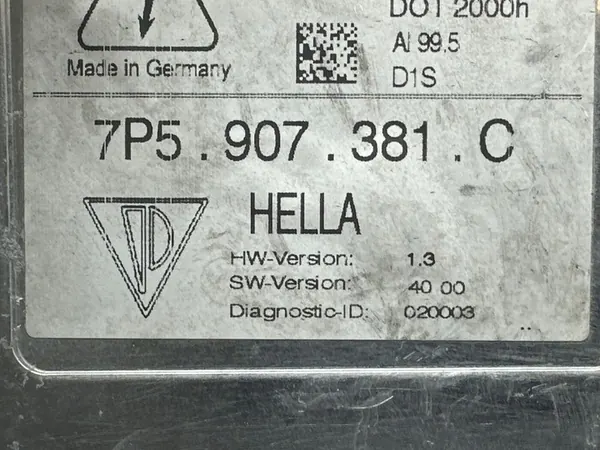 DOT 2000h
Al 99.5
Made in Germany
D1S
7P5.907.381.C
HELLA
HW-Version: 1.3
SW-Version: 40 00
Diagnostic-ID: 020003